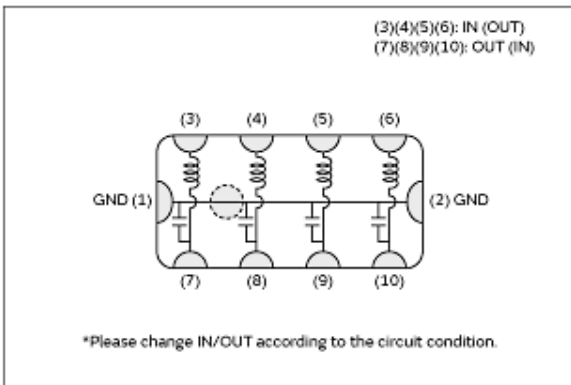 (3)(4)(5)(6): IN (OUT)
(7)(8)(9)(10): OUT (IN)
(3) (4) (5) (6)
GND (1) (2) GND
(7) (8) (9) (10)
*Please change IN/OUT according to the circuit condition.